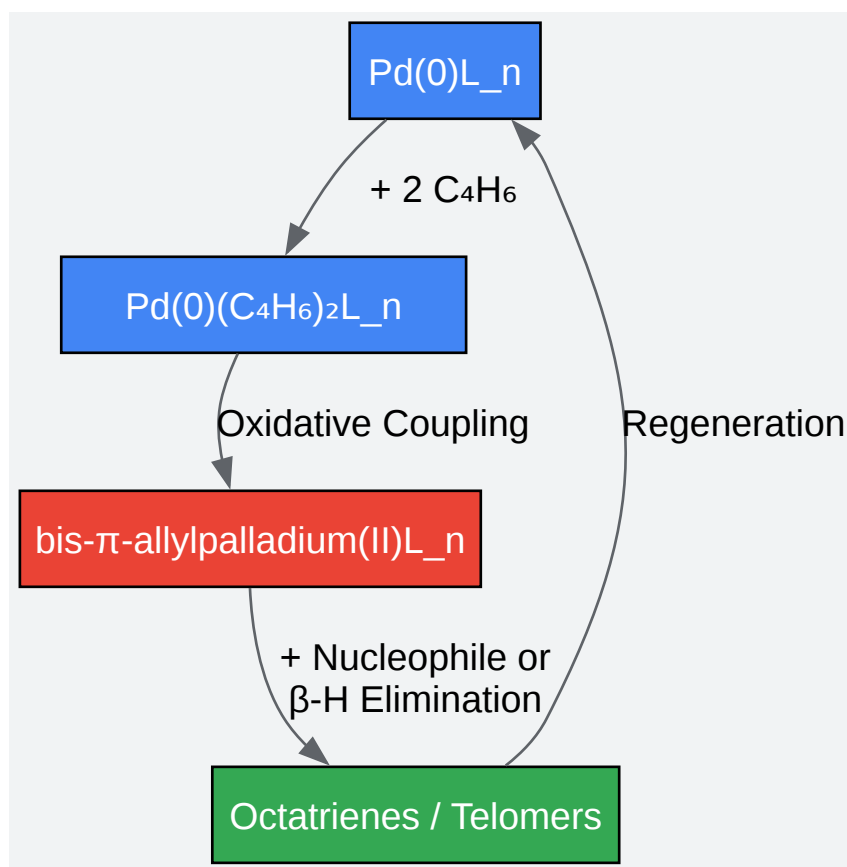 Pd(0)L_n
+ 2 C₄H₆
Pd(0)(C₄H₆)₂L_n
Oxidative Coupling
Regeneration
bis-π-allylpalladium(II)L_n
+ Nucleophile or
β-H Elimination
Octatrienes / Telomers